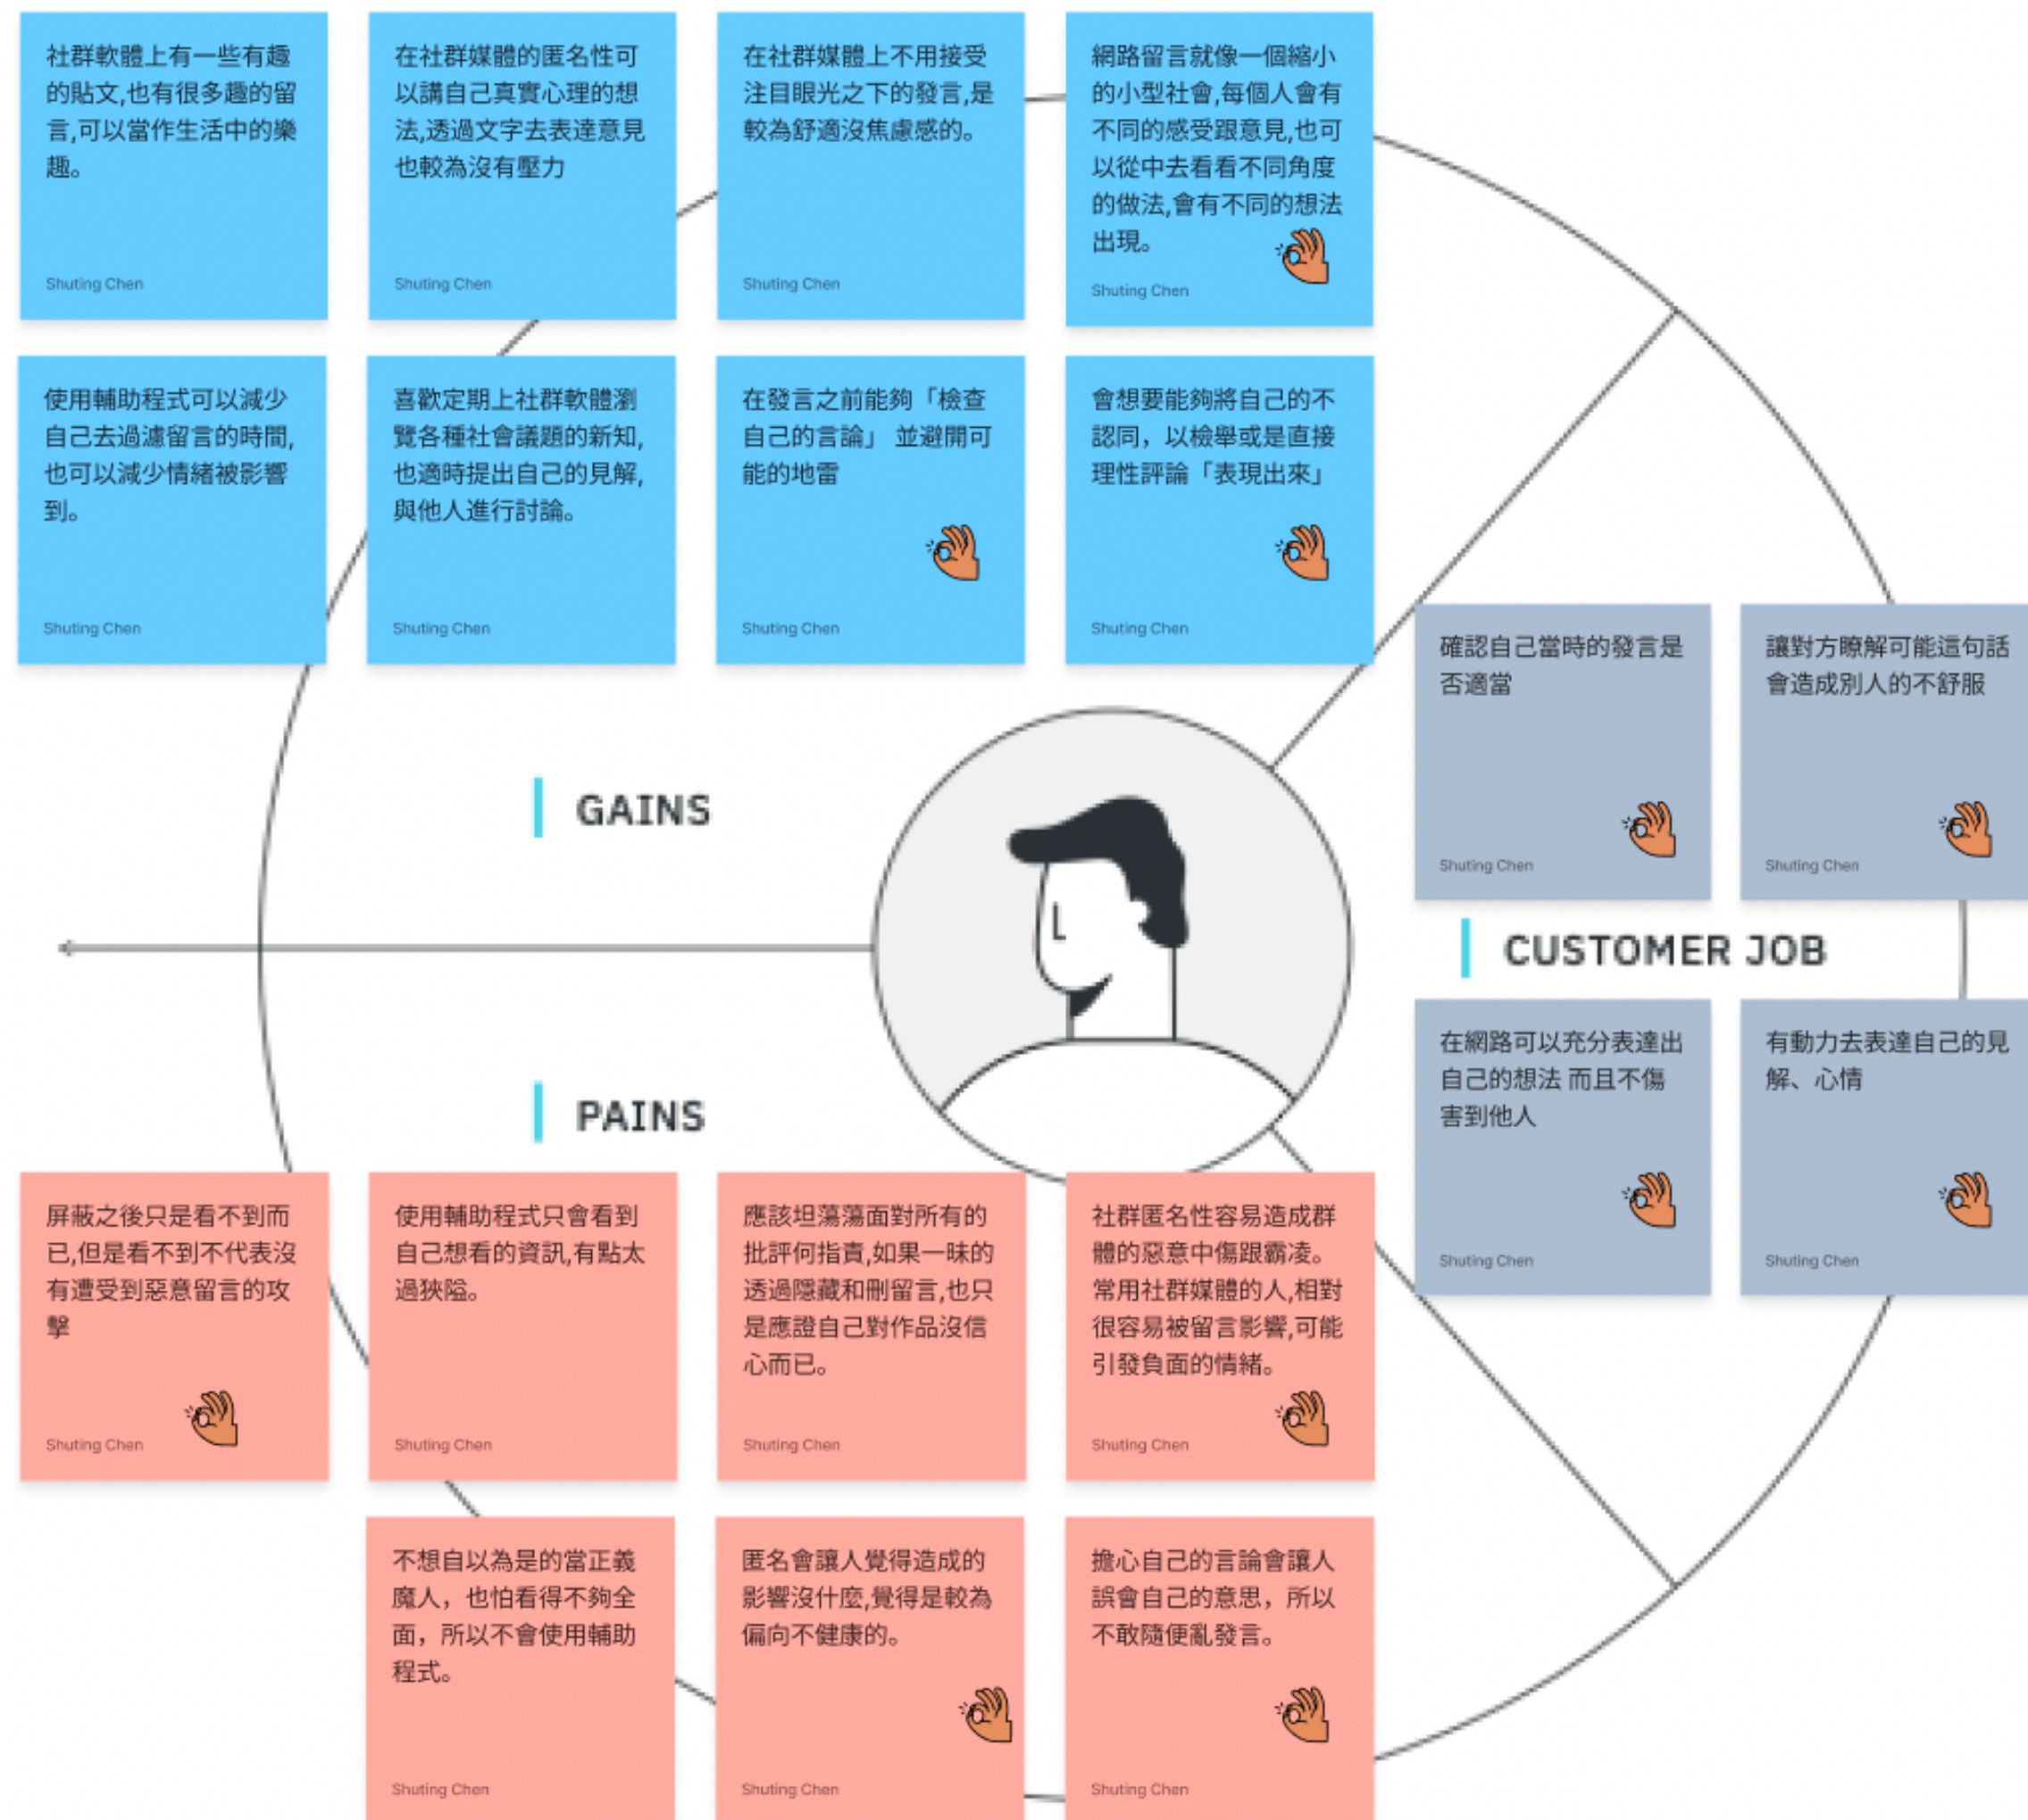 社群軟體上有一些有趣
的貼文,也有很多趣的留
言,可以當作生活中的樂
趣。
Shuting Chen
在社群媒體的匿名性可
以講自己真實心理的想
法,透過文字去表達意見
也較為沒有壓力
Shuting Chen
在社群媒體上不用接受
注目眼光之下的發言,是
較為舒適沒焦慮感的。
Shuting Chen
網路留言就像一個縮小
的小型社會,每個人會有
不同的感受跟意見,也可
以從中去看看不同角度
的做法,會有不同的想法
出現。
Shuting Chen
使用輔助程式可以減少
自己去過濾留言的時間,
也可以減少情緒被影響
到。
Shuting Chen
喜歡定期上社群軟體瀏
覽各種社會議題的新知,
也適時提出自己的見解,
與他人進行討論。
Shuting Chen
在發言之前能夠「檢查
自己的言論」 並避開可
能的地雷
Shuting Chen
會想要能夠將自己的不
認同，以檢舉或是直接
理性評論「表現出來」
Shuting Chen
GAINS
確認自己當時的發言是
否適當
Shuting Chen
讓對方瞭解可能這句話
會造成別人的不舒服
Shuting Chen
CUSTOMER JOB
在網路可以充分表達出
自己的想法 而且不傷
害到他人
Shuting Chen
有動力去表達自己的見
解、心情
Shuting Chen
PAINS
屏蔽之後只是看不到而
已,但是看不到不代表沒
有遭受到惡意留言的攻
擊
Shuting Chen
使用輔助程式只會看到
自己想看的資訊,有點太
過狹隘。
Shuting Chen
應該坦蕩蕩面對所有的
批評何指責,如果一昧的
透過隱藏和刪留言,也只
是應證自己對作品沒信
心而已。
Shuting Chen
社群匿名性容易造成群
體的惡意中傷跟霸凌。
常用社群媒體的人,相對
很容易被留言影響,可能
引發負面的情緒。
Shuting Chen
不想自以為是的當正義
魔人，也怕看得不夠全
面，所以不會使用輔助
程式。
Shuting Chen
匿名會讓人覺得造成的
影響沒什麼,覺得是較為
偏向不健康的。
Shuting Chen
擔心自己的言論會讓人
誤會自己的意思，所以
不敢隨便亂發言。
Shuting Chen